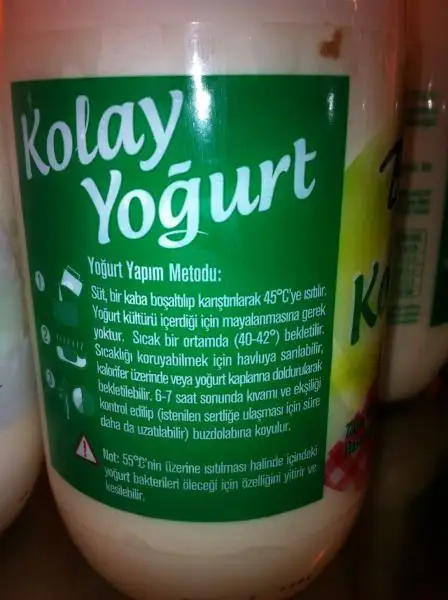 Kolay
Yoğurt
Yoğurt Yapım Metodu:
1
Süt, bir kaba boşaltılıp karıştırılarak 45°C'ye ısıtılır.
Yoğurt kültürü içerdiği için mayalanmasına gerek
2
yoktur. Sıcak bir ortamda (40-42°) bekletilir.
Sıcaklığı koruyabilmek için havluya sarılabilir,
3
kalorifer üzerinde veya yoğurt kaplarına doldurularak
bekletilebilir. 6-7 saat sonunda kıvamı ve ekşiliği
kontrol edilip (istenilen sertliğe ulaşması için süre
daha da uzatılabilir) buzdolabına koyulur.
Not: 55°C'nin üzerine ısıtılması halinde içindeki
yoğurt bakterileri öleceği için özelliğini yitirir ve
kesilebilir.